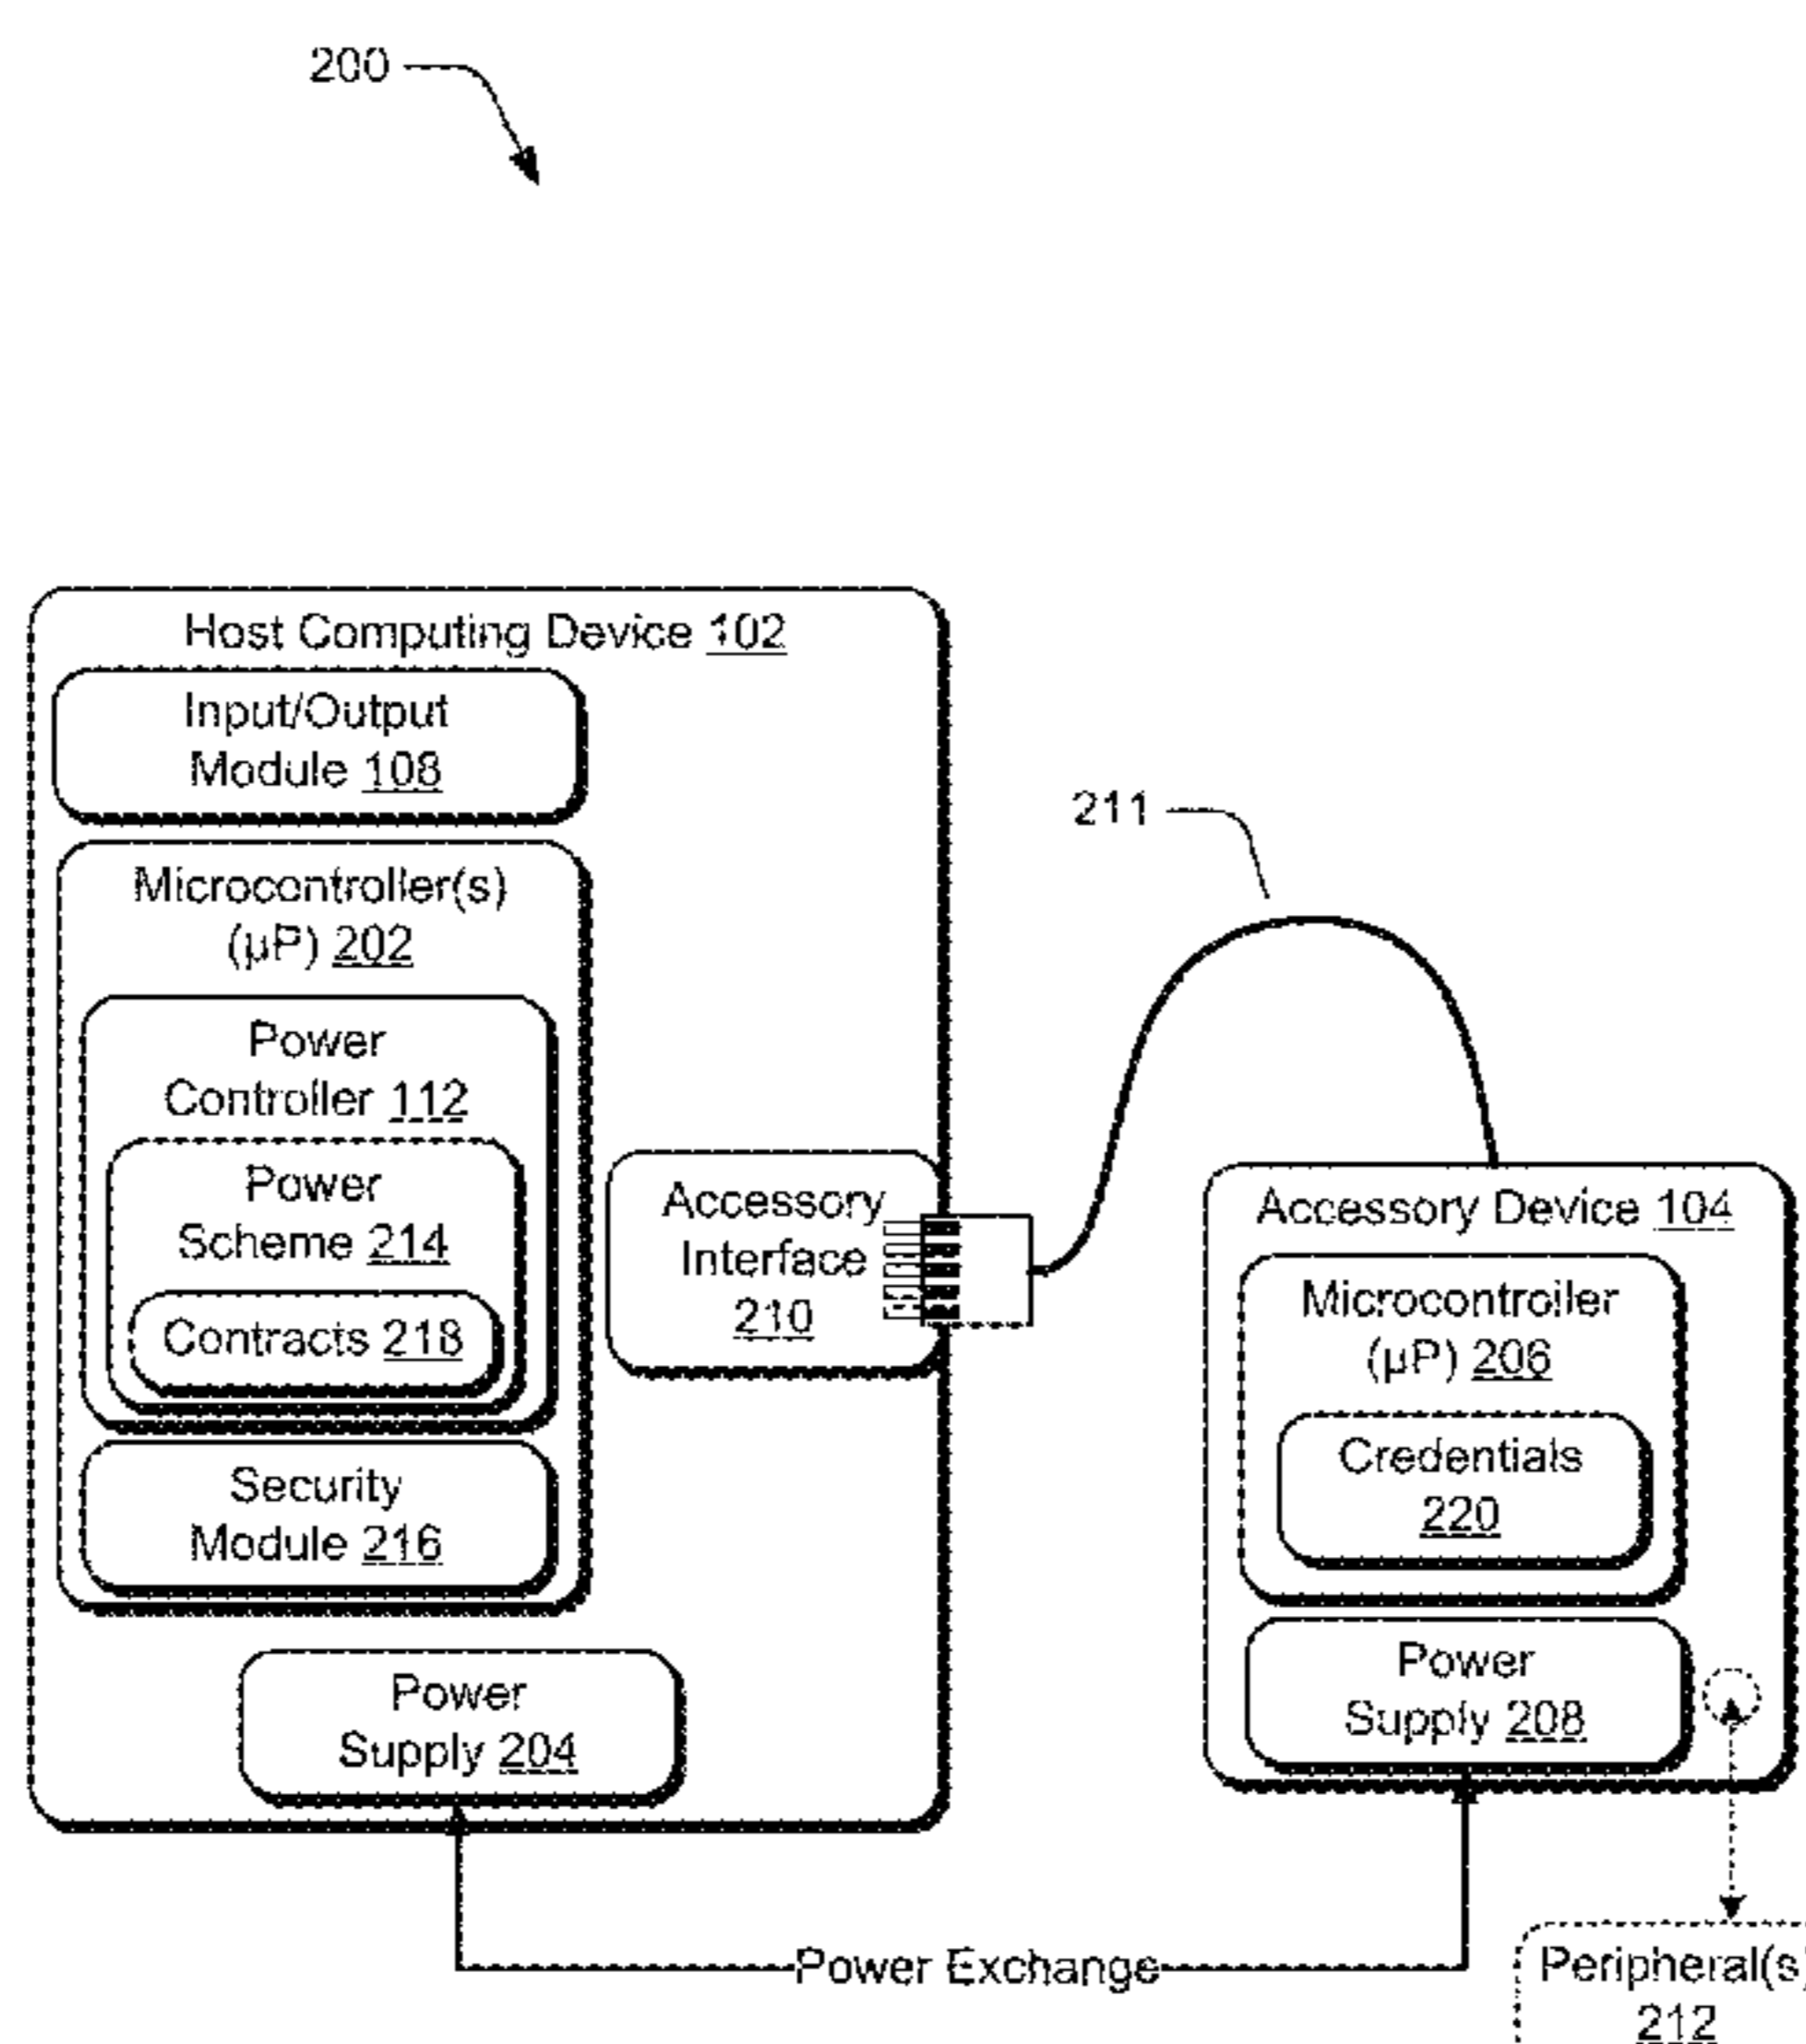 200
Host Computing Device 102
Input/Output
Module 108
Microcontroller(s)
(µP) 202
Power
Controller 112
Power
Scheme 214
Contracts 218
Security
Module 216
Power
Supply 204
Accessory
Interface
210
211
Accessory Device 104
Microcontroller
(µP) 206
Credentials
220
Power
Supply 208
Power Exchange
Peripheral(s)
212